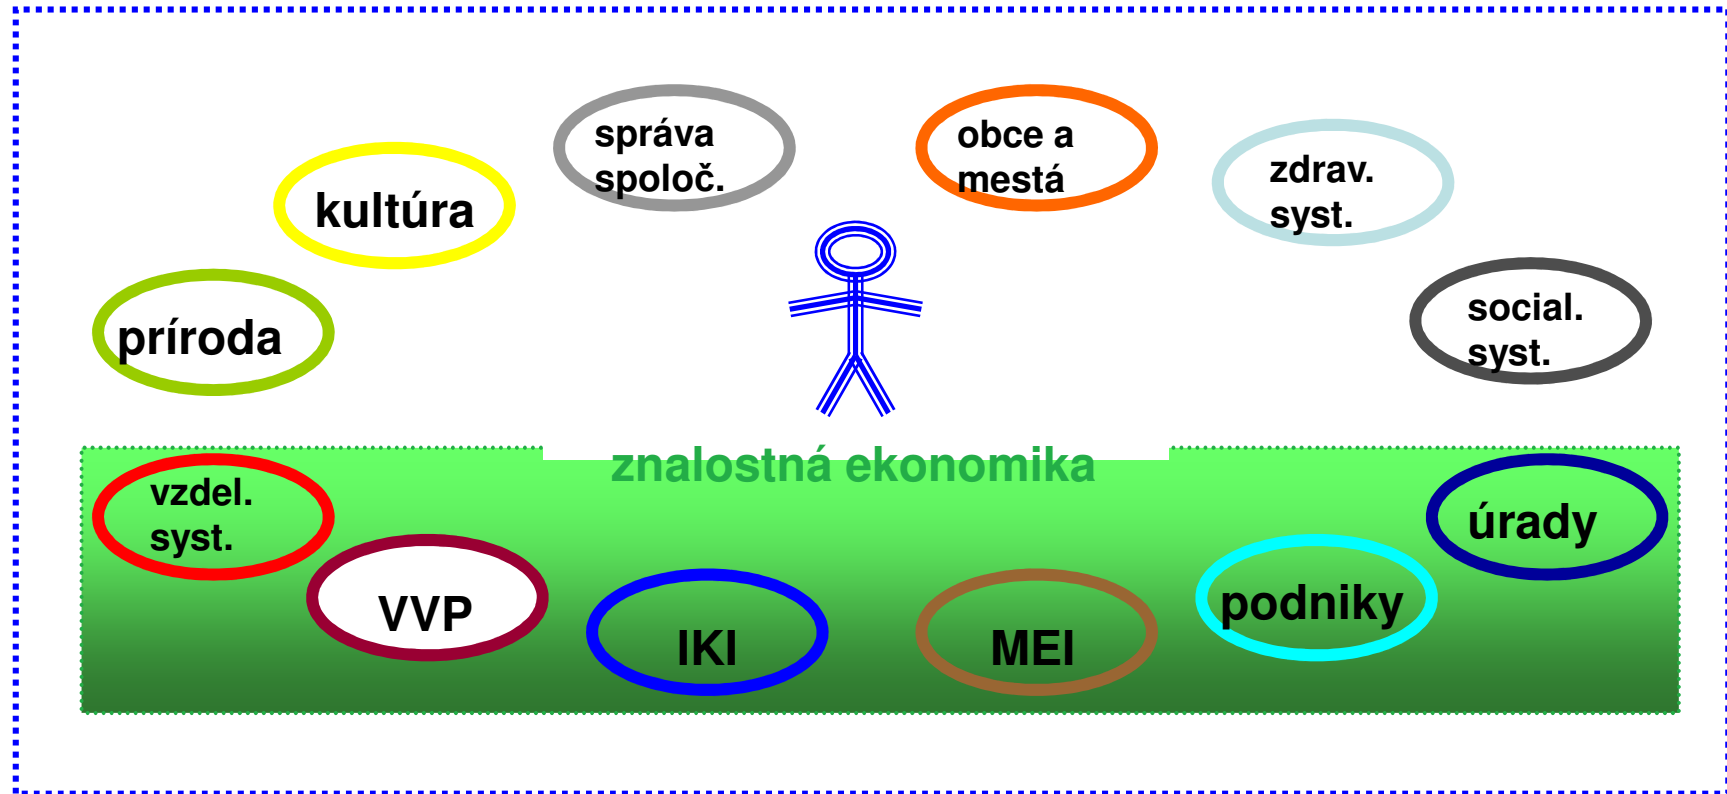 správa
spoloč.
obce a
mestá
zdrav.
syst.
kultúra
social.
syst.
príroda
znalostná ekonomika
vzdel.
syst.
úrady
VVP
podniky
IKI
MEI